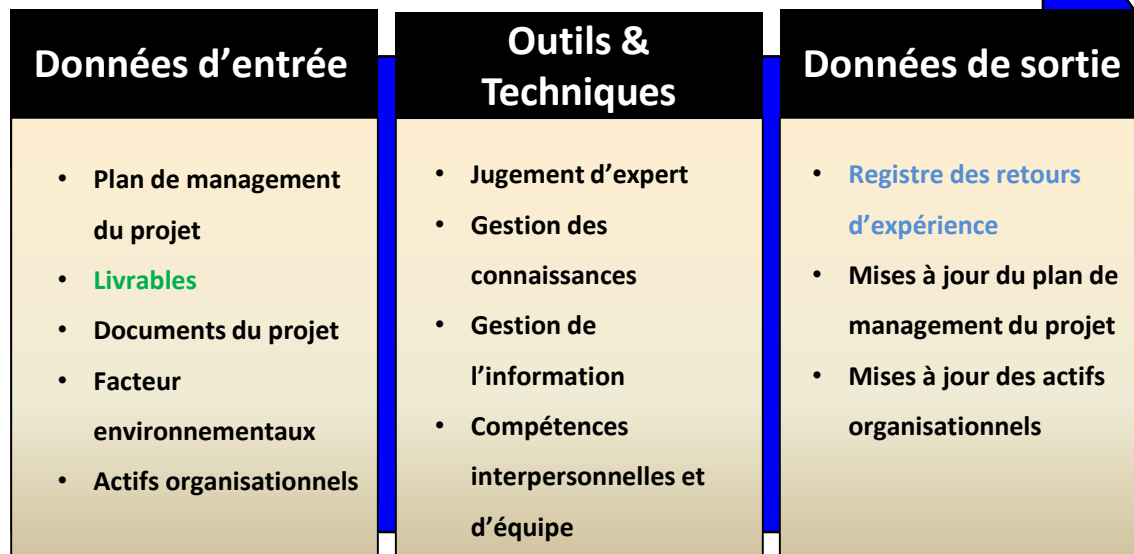 Données d'entrée
• Plan de management
du projet
• Livrables
• Documents du projet
• Facteur
environnementaux
• Actifs organisationnels
Outils &
Techniques
• Jugement d'expert
• Gestion des
connaissances
• Gestion de
l'information
• Compétences
interpersonnelles et
d'équipe
Données de sortie
• Registre des retours
d'expérience
• Mises à jour du plan de
management du projet
• Mises à jour des actifs
organisationnels